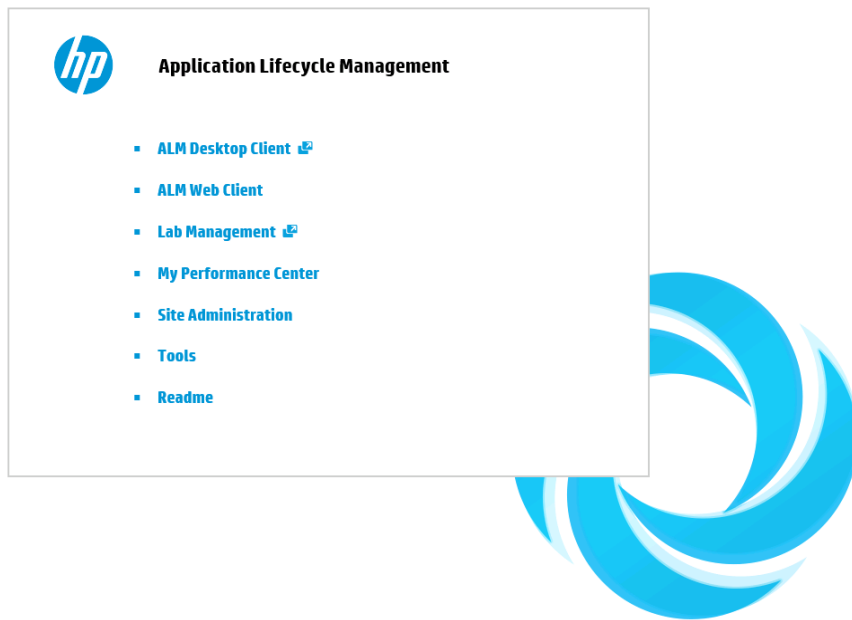 hp
Application Lifecycle Management
ALM Desktop Client
ALM Web Client
Lab Management
My Performance Center
Site Administration
Tools
Readme